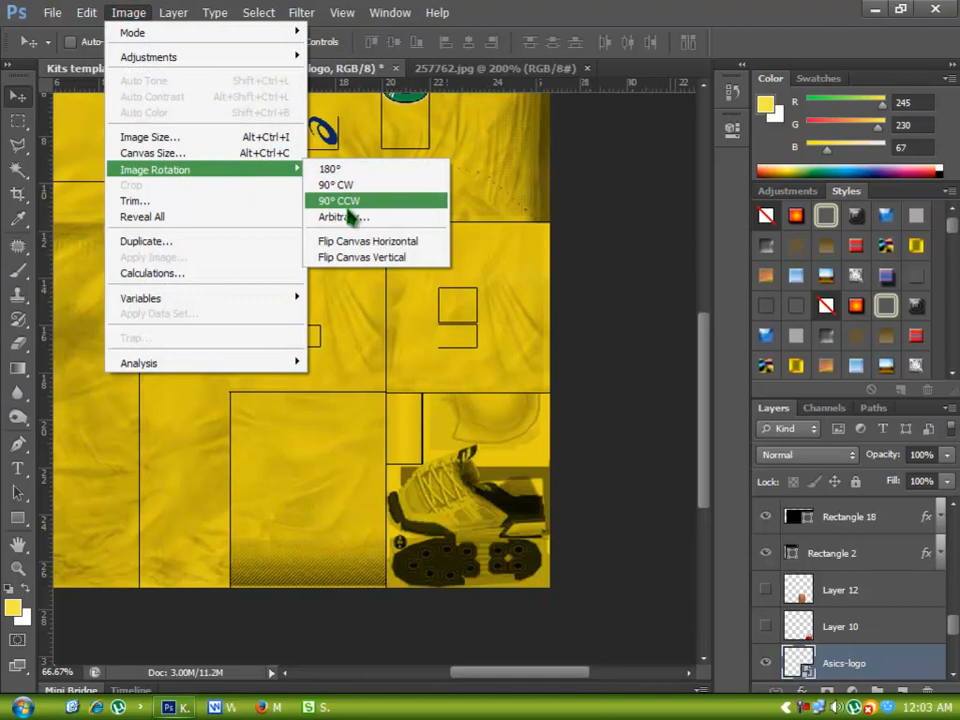 Ps File Edit Image Layer Type Select Filter View Window Help
Auto-
Controls
Kits templa
logo, RGB/8) * × 257762.jpg @ 200% (RGB/8#) ×
Mode
Adjustments
Auto Tone Shift+Ctrl+L
Auto Contrast Alt+Shift+Ctrl+L
Auto Color Shift+Ctrl+B
Image Size... Alt+Ctrl+I
Canvas Size... Alt+Ctrl+C
Image Rotation
Crop
Trim...
Reveal All
Duplicate...
Apply Image...
Calculations...
Variables
Apply Data Set...
Trap...
Analysis
180°
90° CW
90° CCW
Arbitra...
Flip Canvas Horizontal
Flip Canvas Vertical
Color Swatches
R 245
G 230
B 67
Adjustments Styles
Layers Channels Paths
Kind
Normal Opacity: 100%
Lock: Fill: 100%
Rectangle 18 fx
Rectangle 2 fx
Layer 12
Layer 10
Asics-logo
66.67% Doc: 3.00M/11.2M
Mini Bridge Timeline
K. W M S.
12:03 AM